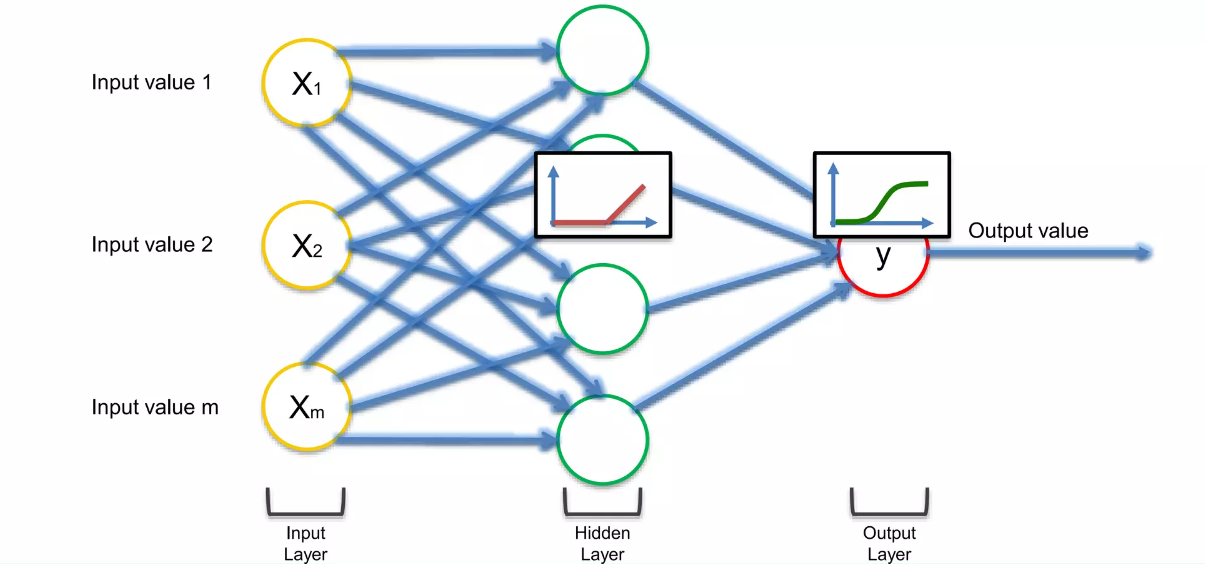 Input value 1
X1
Input value 2
X2
Input value m
Xm
y
Output value
Input
Layer
Hidden
Layer
Output
Layer